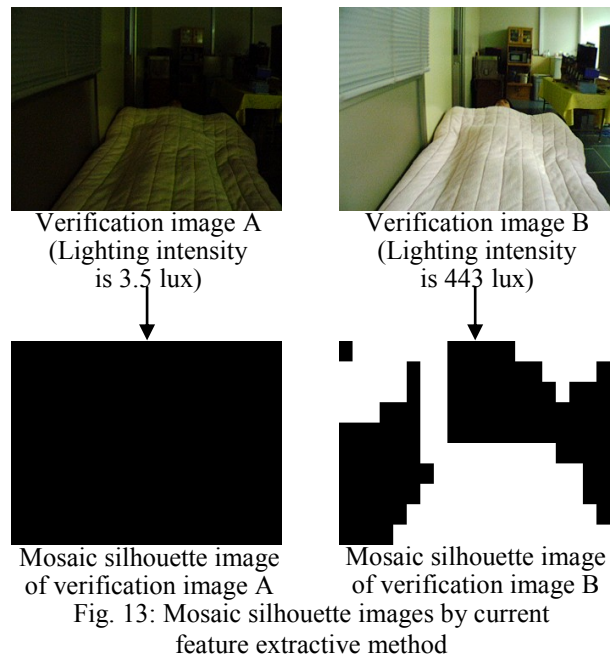 Verification image A
(Lighting intensity
is 3.5 lux)
Verification image B
(Lighting intensity
is 443 lux)
Mosaic silhouette image
of verification image A
Mosaic silhouette image
of verification image B
Fig. 13: Mosaic silhouette images by current
feature extractive method